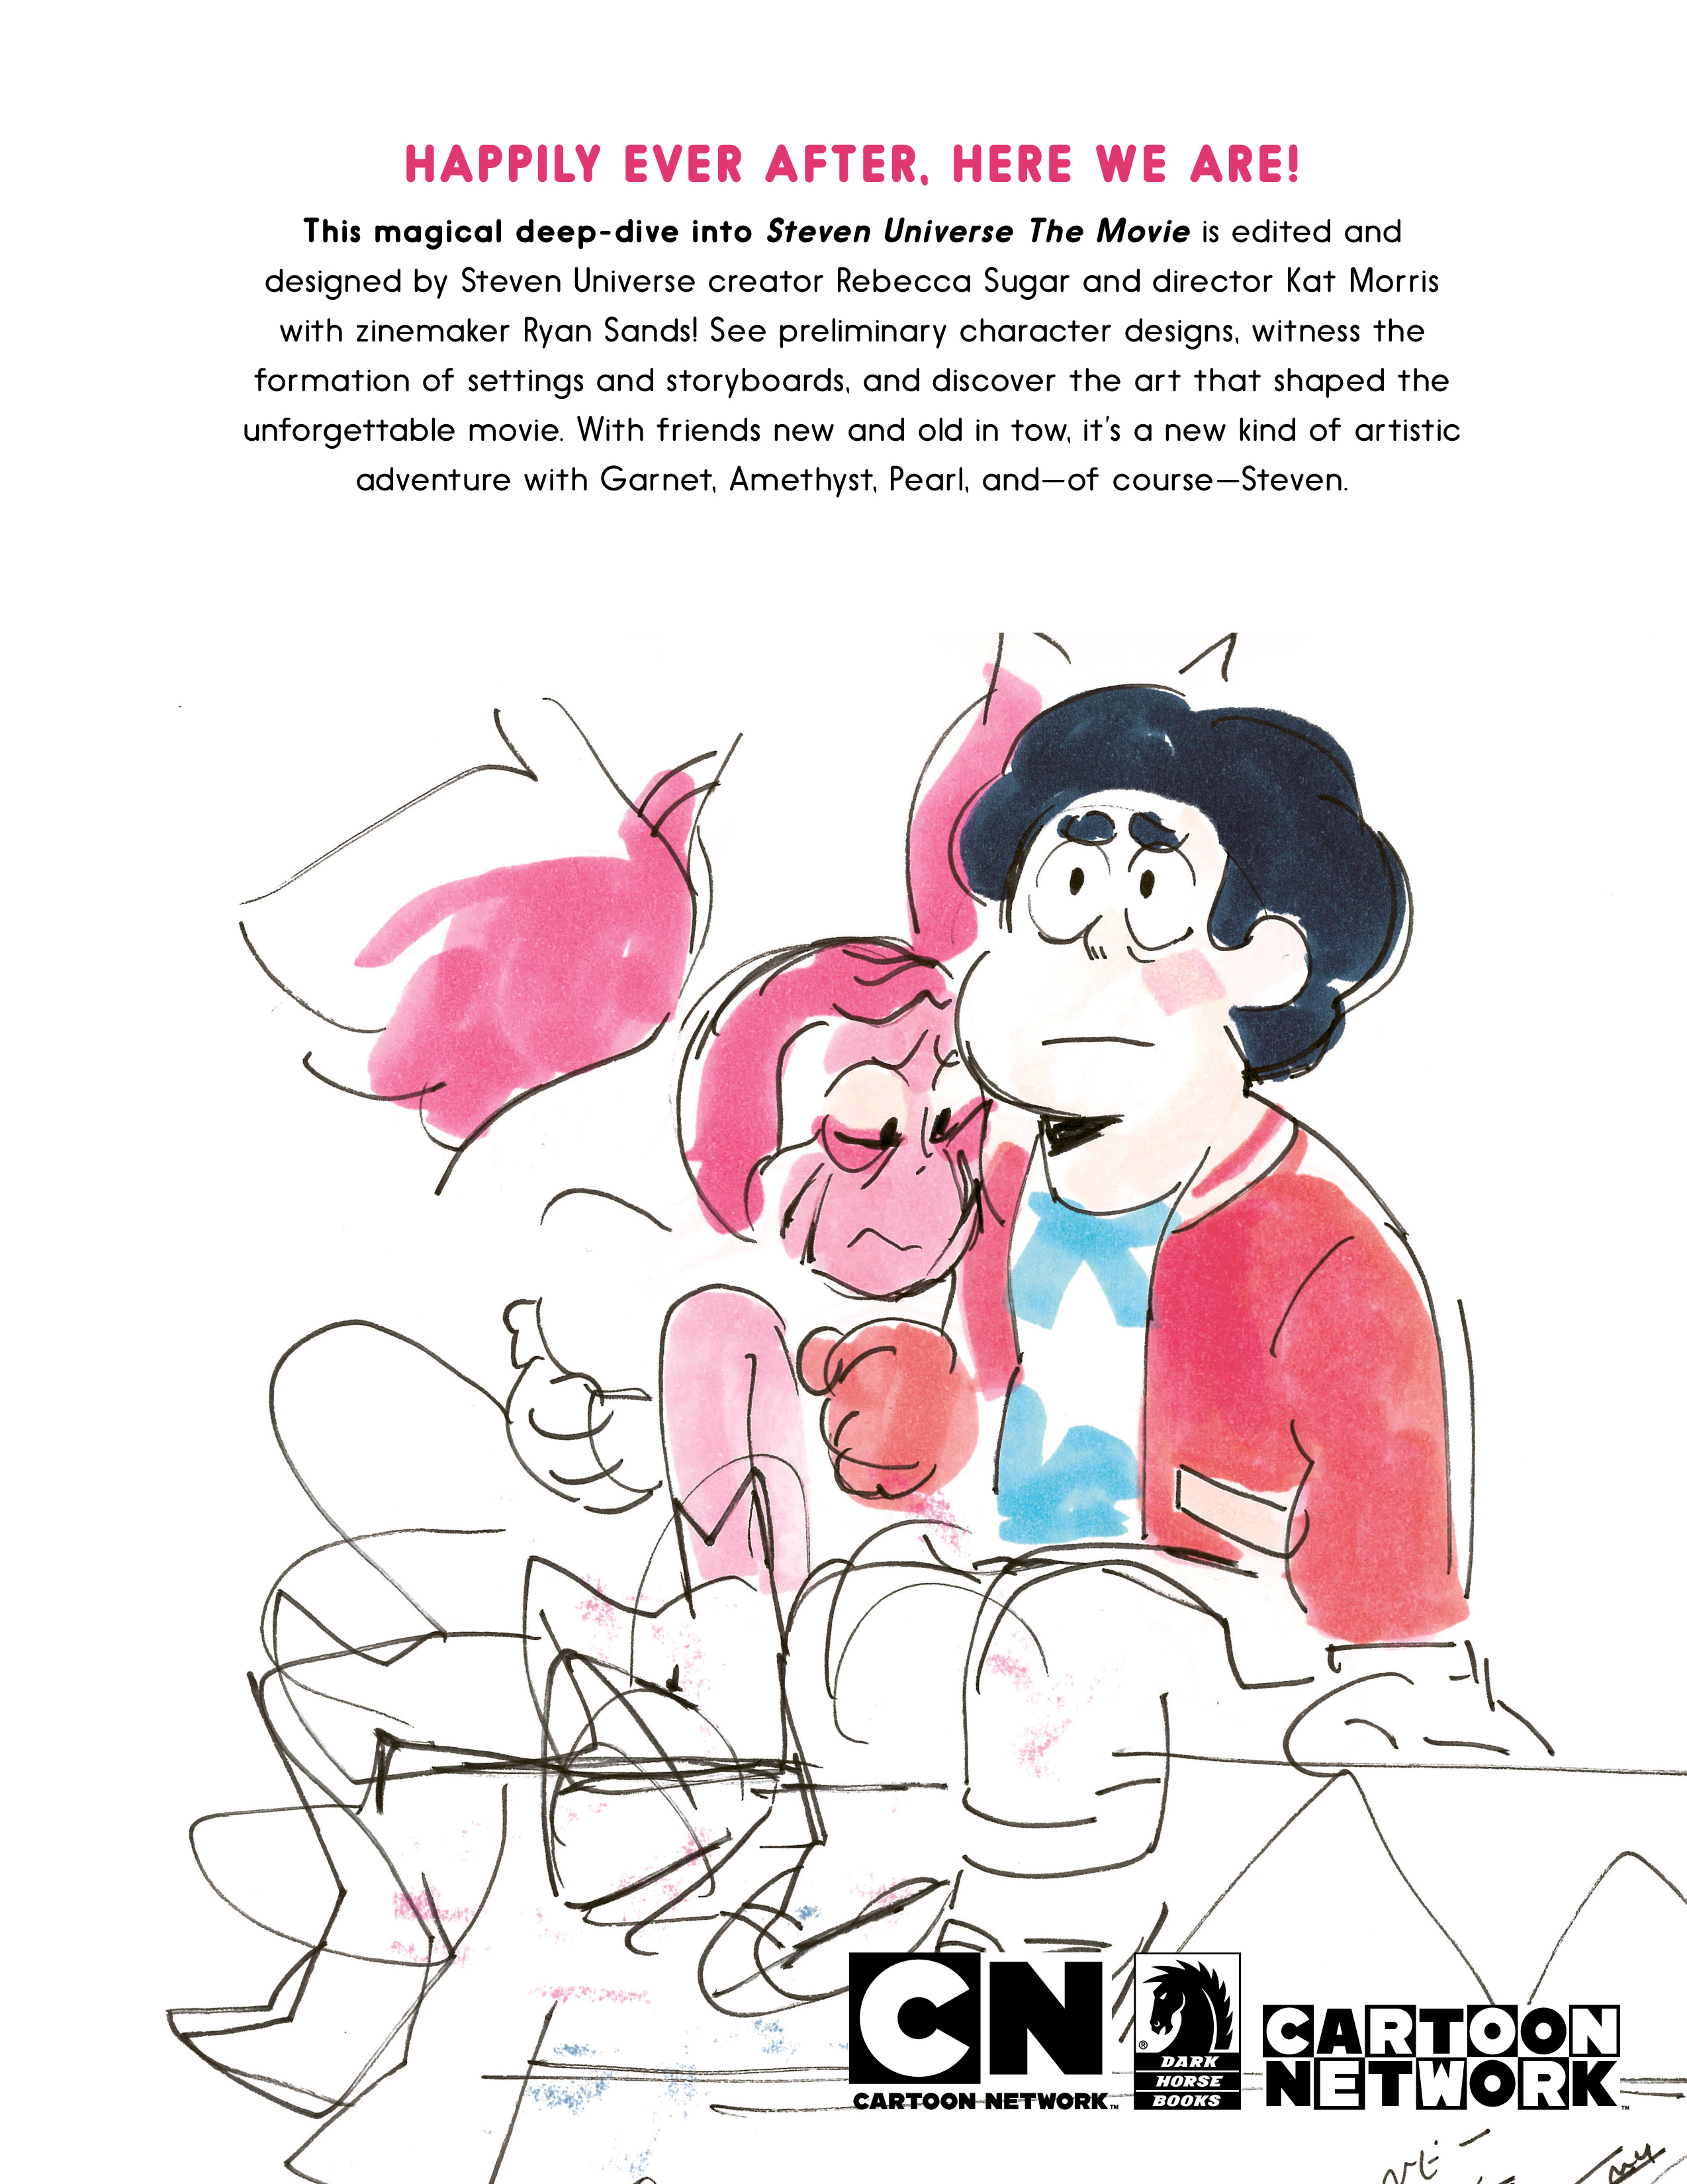 HAPPILY EVER AFTER, HERE WE ARE!
This magical deep-dive into Steven Universe The Movie is edited and
designed by Steven Universe creator Rebecca Sugar and director Kat Morris
with zinemaker Ryan Sands! See preliminary character designs, witness the
formation of settings and storyboards, and discover the art that shaped the
unforgettable movie. With friends new and old in tow, it's a new kind of artistic
adventure with Garnet, Amethyst, Pearl, and—of course—Steven.
CN
CARTOON NETWORK™
®
DARK
HORSE
BOOKS
CARTOON
NETWORK™